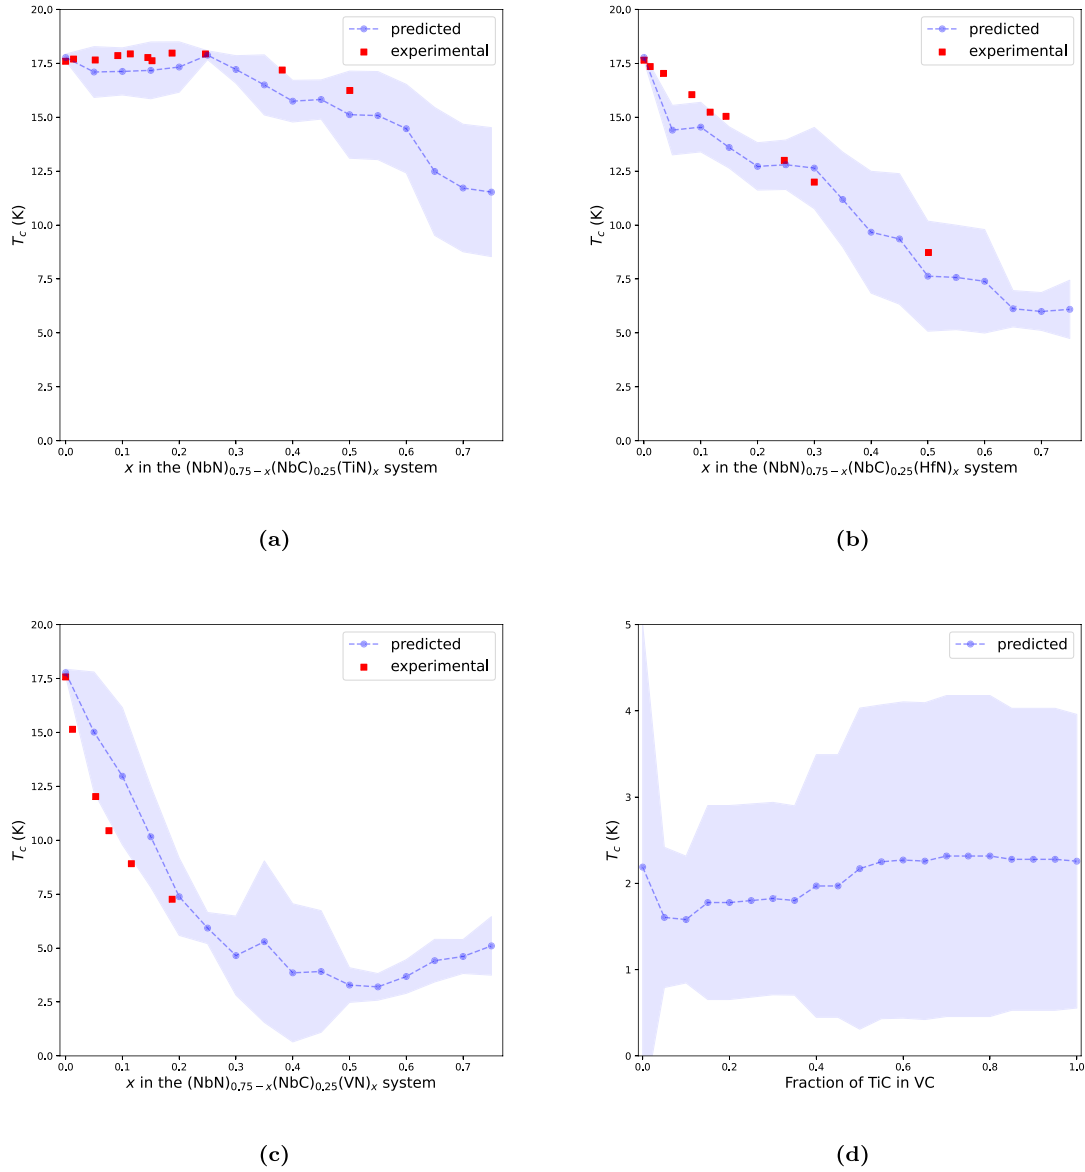 20.0
17.5
15.0
12.5
10.0
7.5
5.0
2.5
0.0
T_c (K)
predicted
experimental
0.0 0.1 0.2 0.3 0.4 0.5 0.6 0.7
x in the (NbN)_{0.75−x}(NbC)_{0.25}(TiN)_x system
(a)
20.0
17.5
15.0
12.5
10.0
7.5
5.0
2.5
0.0
T_c (K)
predicted
experimental
0.0 0.1 0.2 0.3 0.4 0.5 0.6 0.7
x in the (NbN)_{0.75−x}(NbC)_{0.25}(HfN)_x system
(b)
20.0
17.5
15.0
12.5
10.0
7.5
5.0
2.5
0.0
T_c (K)
predicted
experimental
0.0 0.1 0.2 0.3 0.4 0.5 0.6 0.7
x in the (NbN)_{0.75−x}(NbC)_{0.25}(VN)_x system
(c)
5
4
3
2
1
0
T_c (K)
predicted
0.0 0.2 0.4 0.6 0.8 1.0
Fraction of TiC in VC
(d)